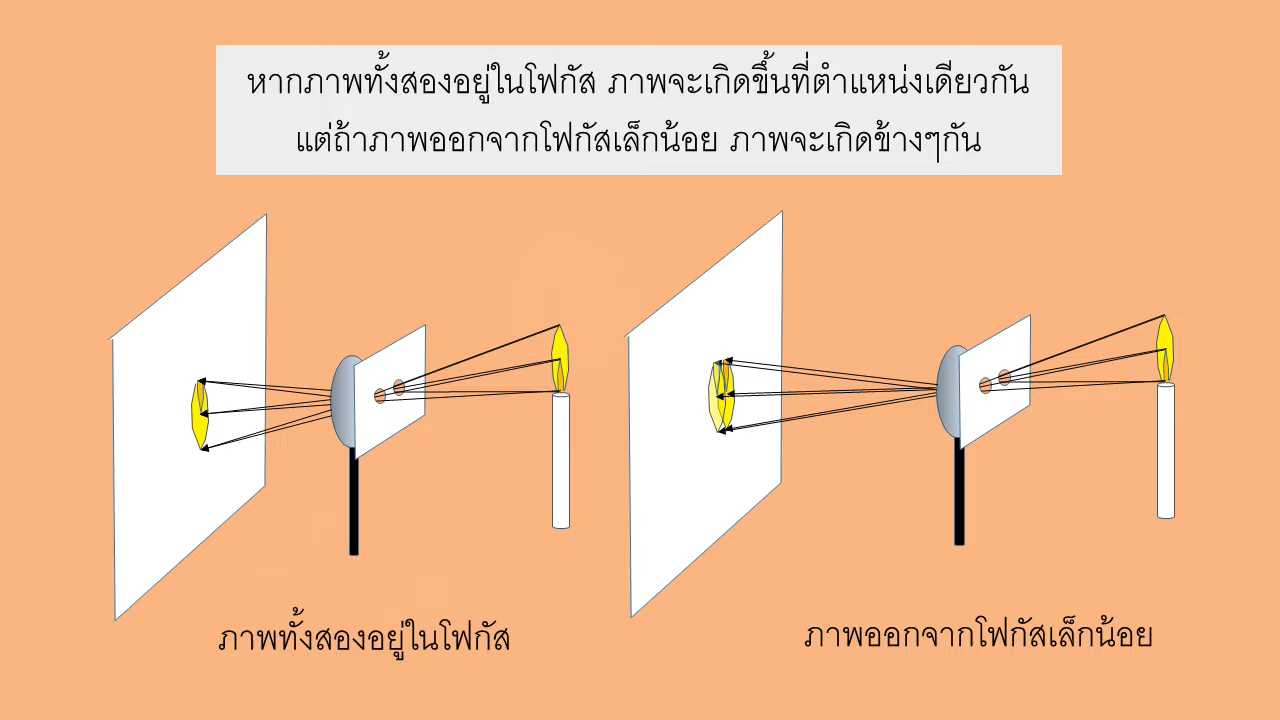 หากภาพทั้งสองอยู่ในโฟกัส ภาพจะเกิดขึ้นที่ตำแหน่งเดียวกัน
แต่ถ้าภาพออกจากโฟกัสเล็กน้อย ภาพจะเกิดข้างๆกัน
ภาพทั้งสองอยู่ในโฟกัส
ภาพออกจากโฟกัสเล็กน้อย